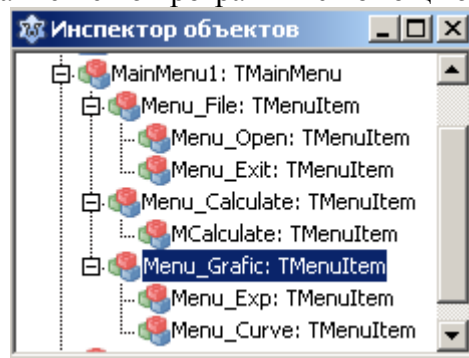 Инспектор объектов
MainMenu1: TMainMenu
Menu_File: TMenuItem
Menu_Open: TMenuItem
Menu_Exit: TMenuItem
Menu_Calculate: TMenuItem
MCalculate: TMenuItem
Menu_Grafic: TMenuItem
Menu_Exp: TMenuItem
Menu_Curve: TMenuItem